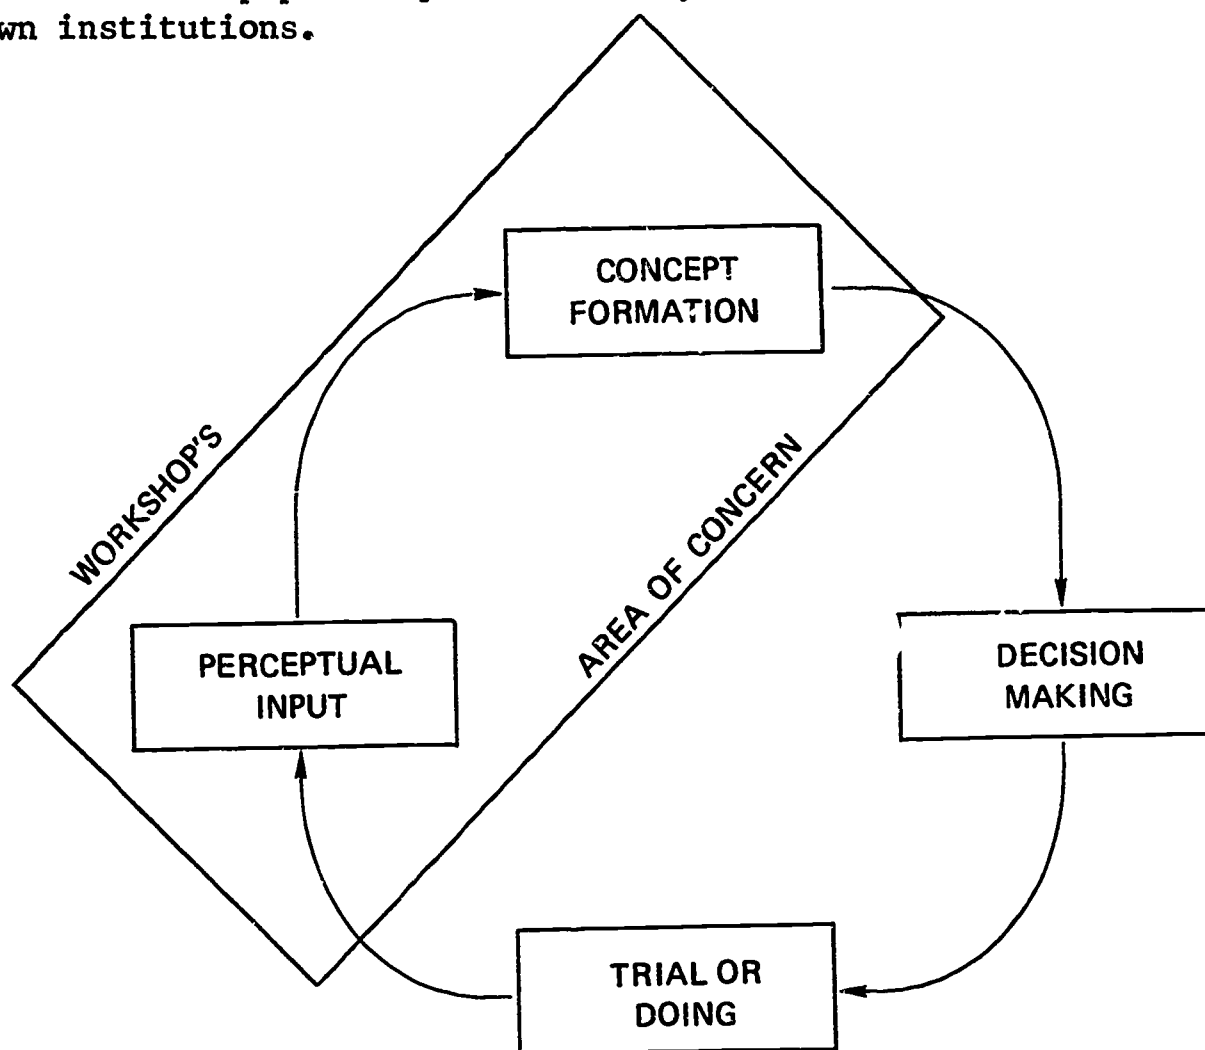 wn institutions.
CONCEPT
FORMATION
WORKSHOP'S
AREA OF CONCERN
PERCEPTUAL
INPUT
DECISION
MAKING
TRIAL OR
DOING